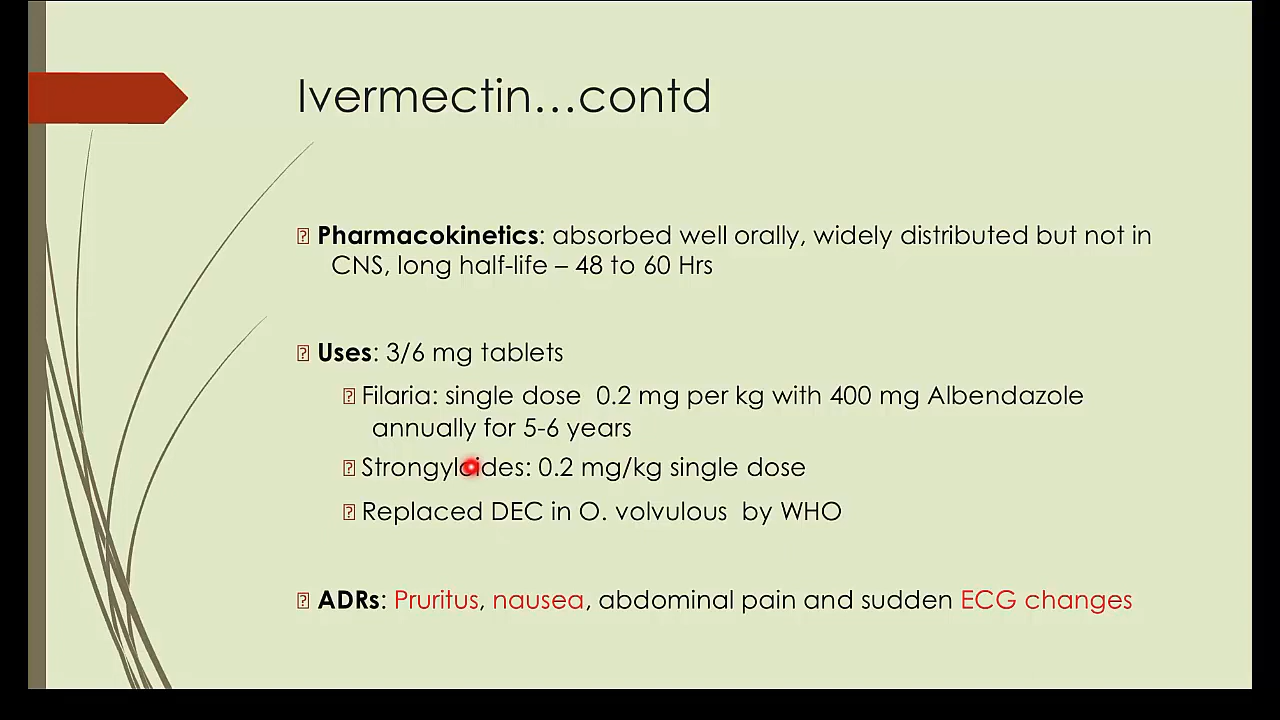 Ivermectin…contd
Pharmacokinetics: absorbed well orally, widely distributed but not in
CNS, long half-life – 48 to 60 Hrs
Uses: 3/6 mg tablets
Filaria: single dose 0.2 mg per kg with 400 mg Albendazole
annually for 5-6 years
Strongyloides: 0.2 mg/kg single dose
Replaced DEC in O. volvulous by WHO
ADRs: Pruritus, nausea, abdominal pain and sudden ECG changes